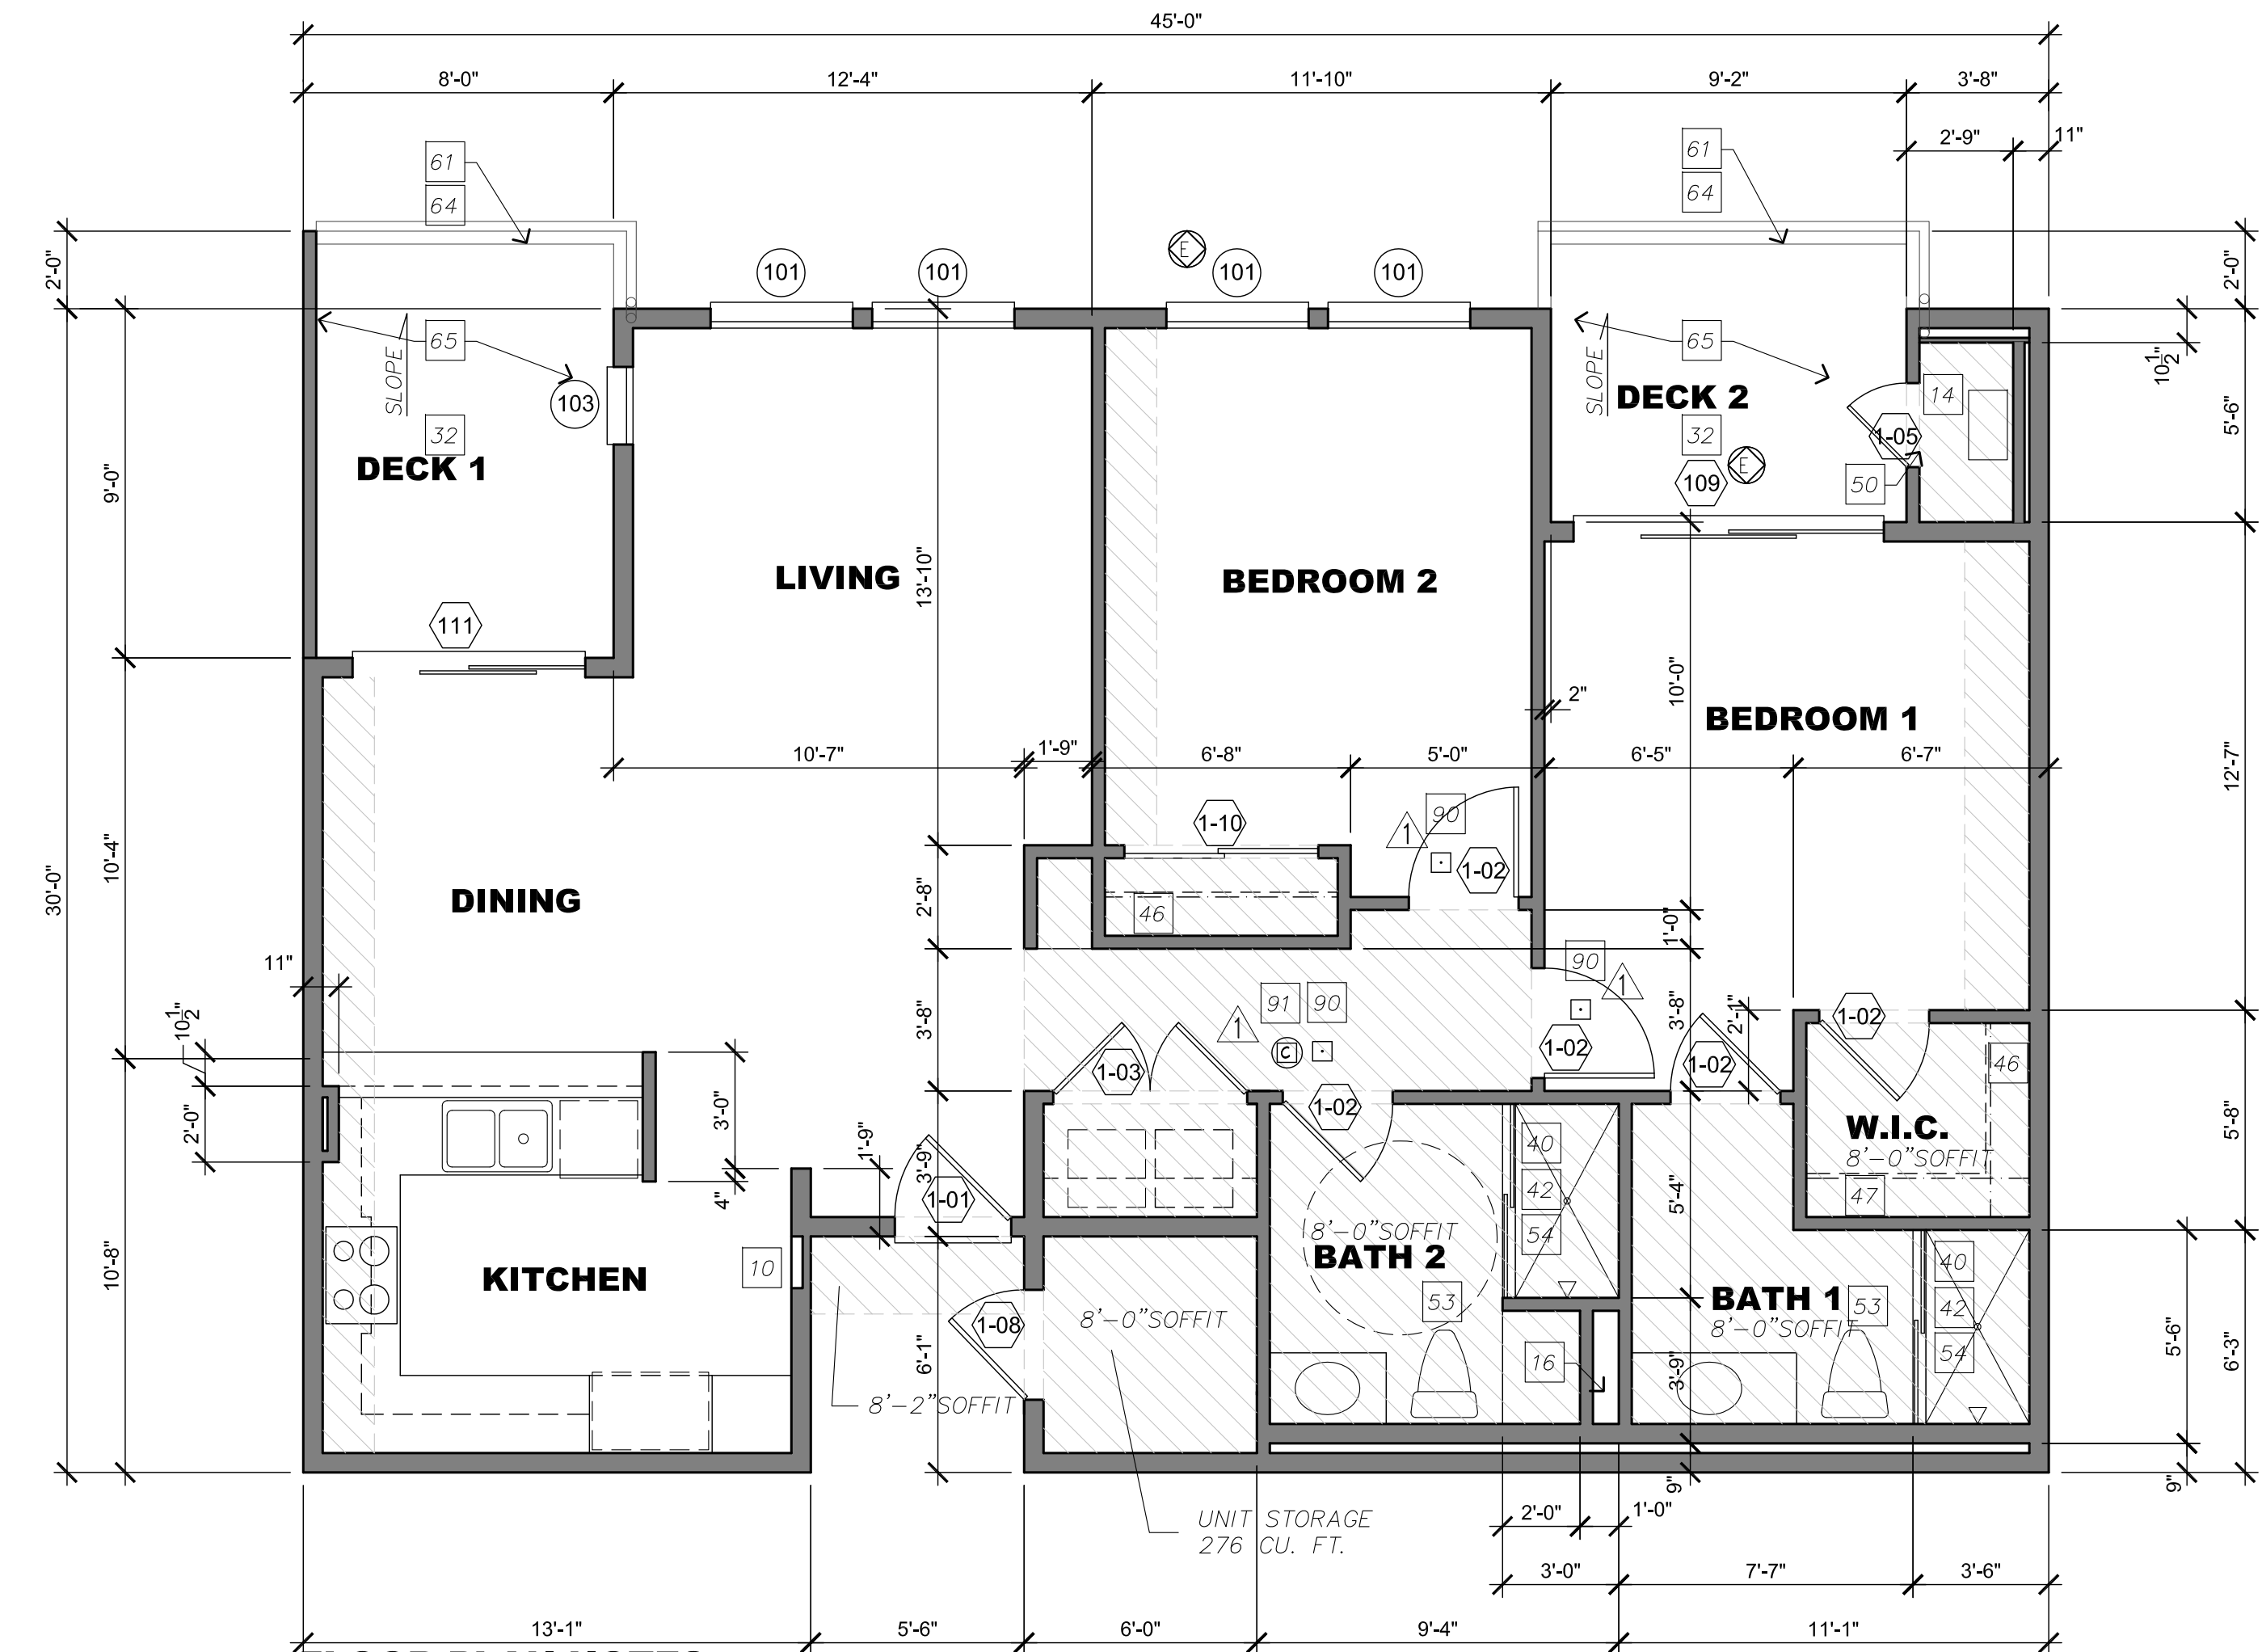 45'-0"
8'-0" 12'-4" 11'-10" 9'-2" 3'-8"
2'-9" 11"
61 61
64 64
2'-0" 2'-0"
101 101 E 101 101
10 1/2"
65 65
SLOPE SLOPE
103 DECK 2 14
32 32 1-05 5'-6"
DECK 1 E
109 50
9'-0"
13'-10"
LIVING BEDROOM 2
111
10'-0"
2"
BEDROOM 1
10'-7" 1'-9" 6'-8" 5'-0" 6'-5" 6'-7"
12'-7"
1-10 90
1
1-02
10'-4"
30'-0"
DINING 2'-8" 46
1'-0"
11" 90
1
10 1/2" 91 90
1
3'-8" 3'-8" 2'-1" 1-02
C 1-02 1-02 46
1-03
1-02
2'-0" 3'-0" W.I.C.
8'-0"SOFFIT
5'-8"
1'-9" 3'-9" 40
42 47
4" 1-01 5'-4"
8'-0"SOFFIT 54
BATH 2
10'-8" KITCHEN 10 40
53 BATH 1 53 42
8'-0"SOFFIT 1-08 8'-0"SOFFIT 54
6'-1" 16 3'-9" 5'-6" 6'-3"
8'-2"SOFFIT
9" 9"
UNIT STORAGE
276 CU. FT.
2'-0" 1'-0"
3'-0" 7'-7" 3'-6"
13'-1" 5'-6" 6'-0" 9'-4" 11'-1"